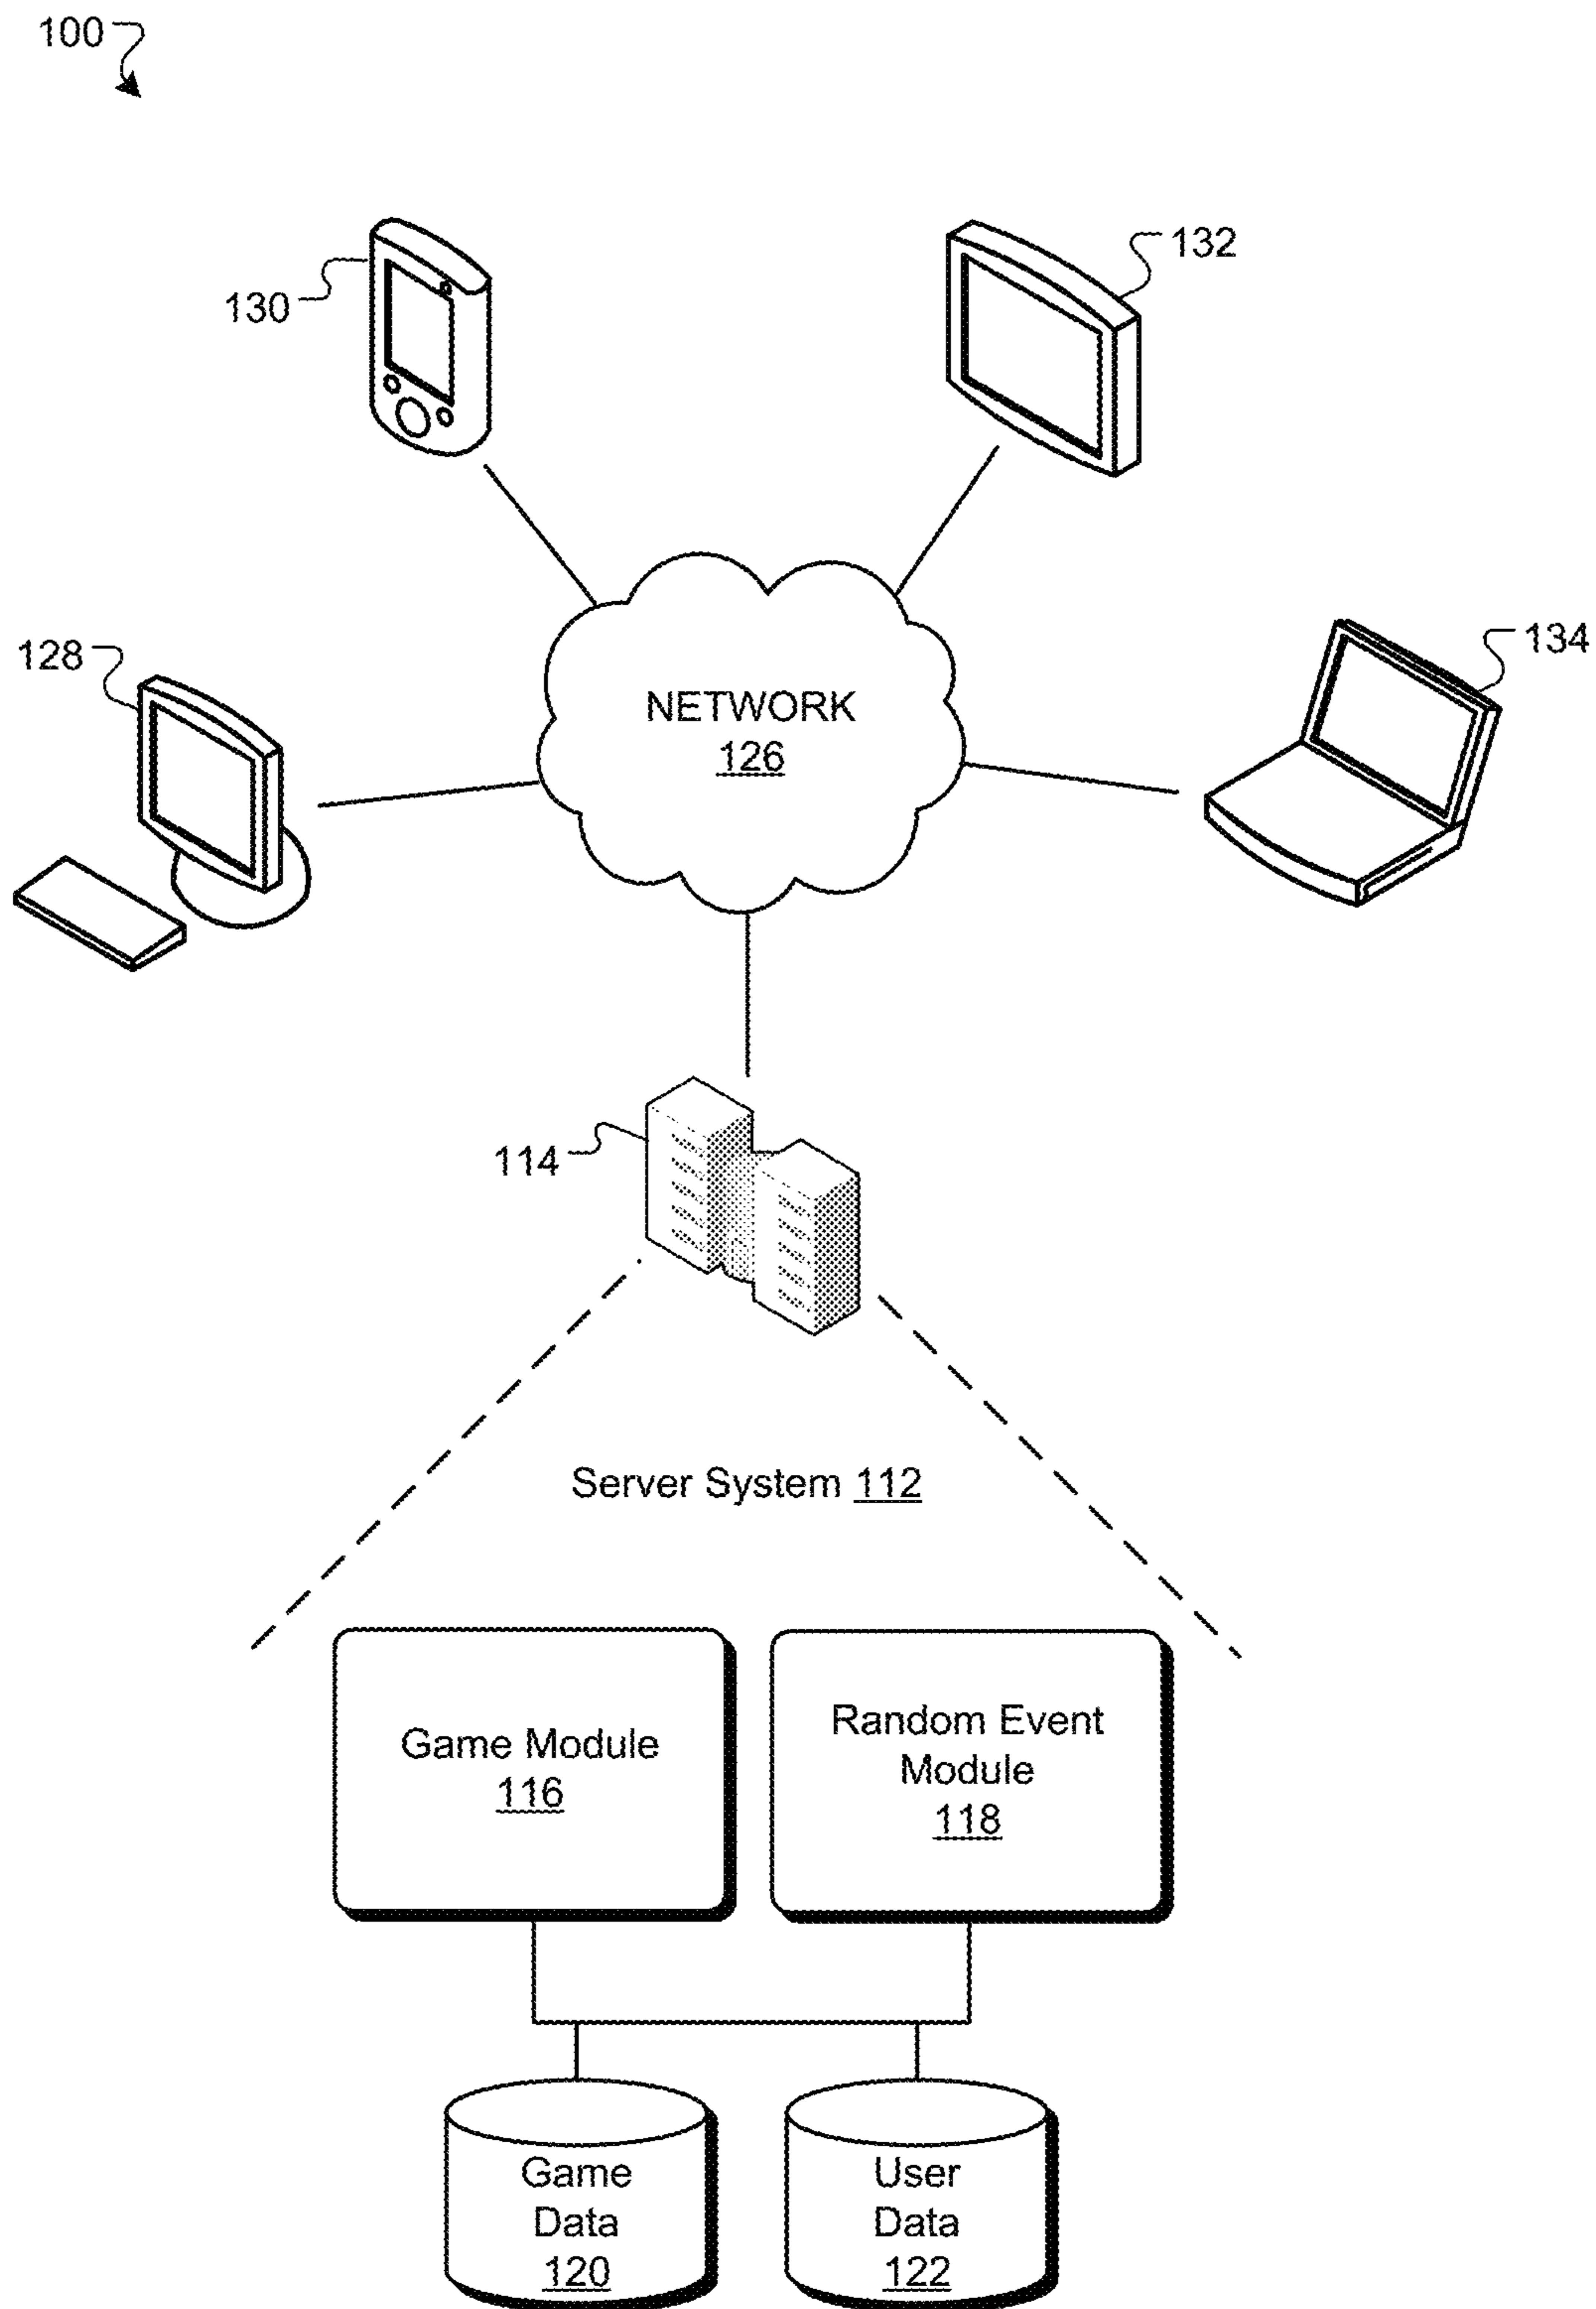 100
130
132
128
134
NETWORK
126
114
Server System 112
Game Module
116
Random Event
Module
118
Game
Data
120
User
Data
122